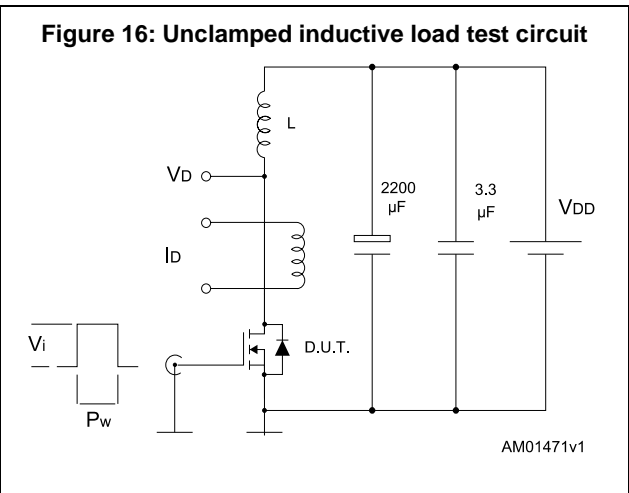 Figure 16: Unclamped inductive load test circuit
L
VD
2200
µF
3.3
µF
VDD
ID
Vi
D.U.T.
Pw
AM01471v1